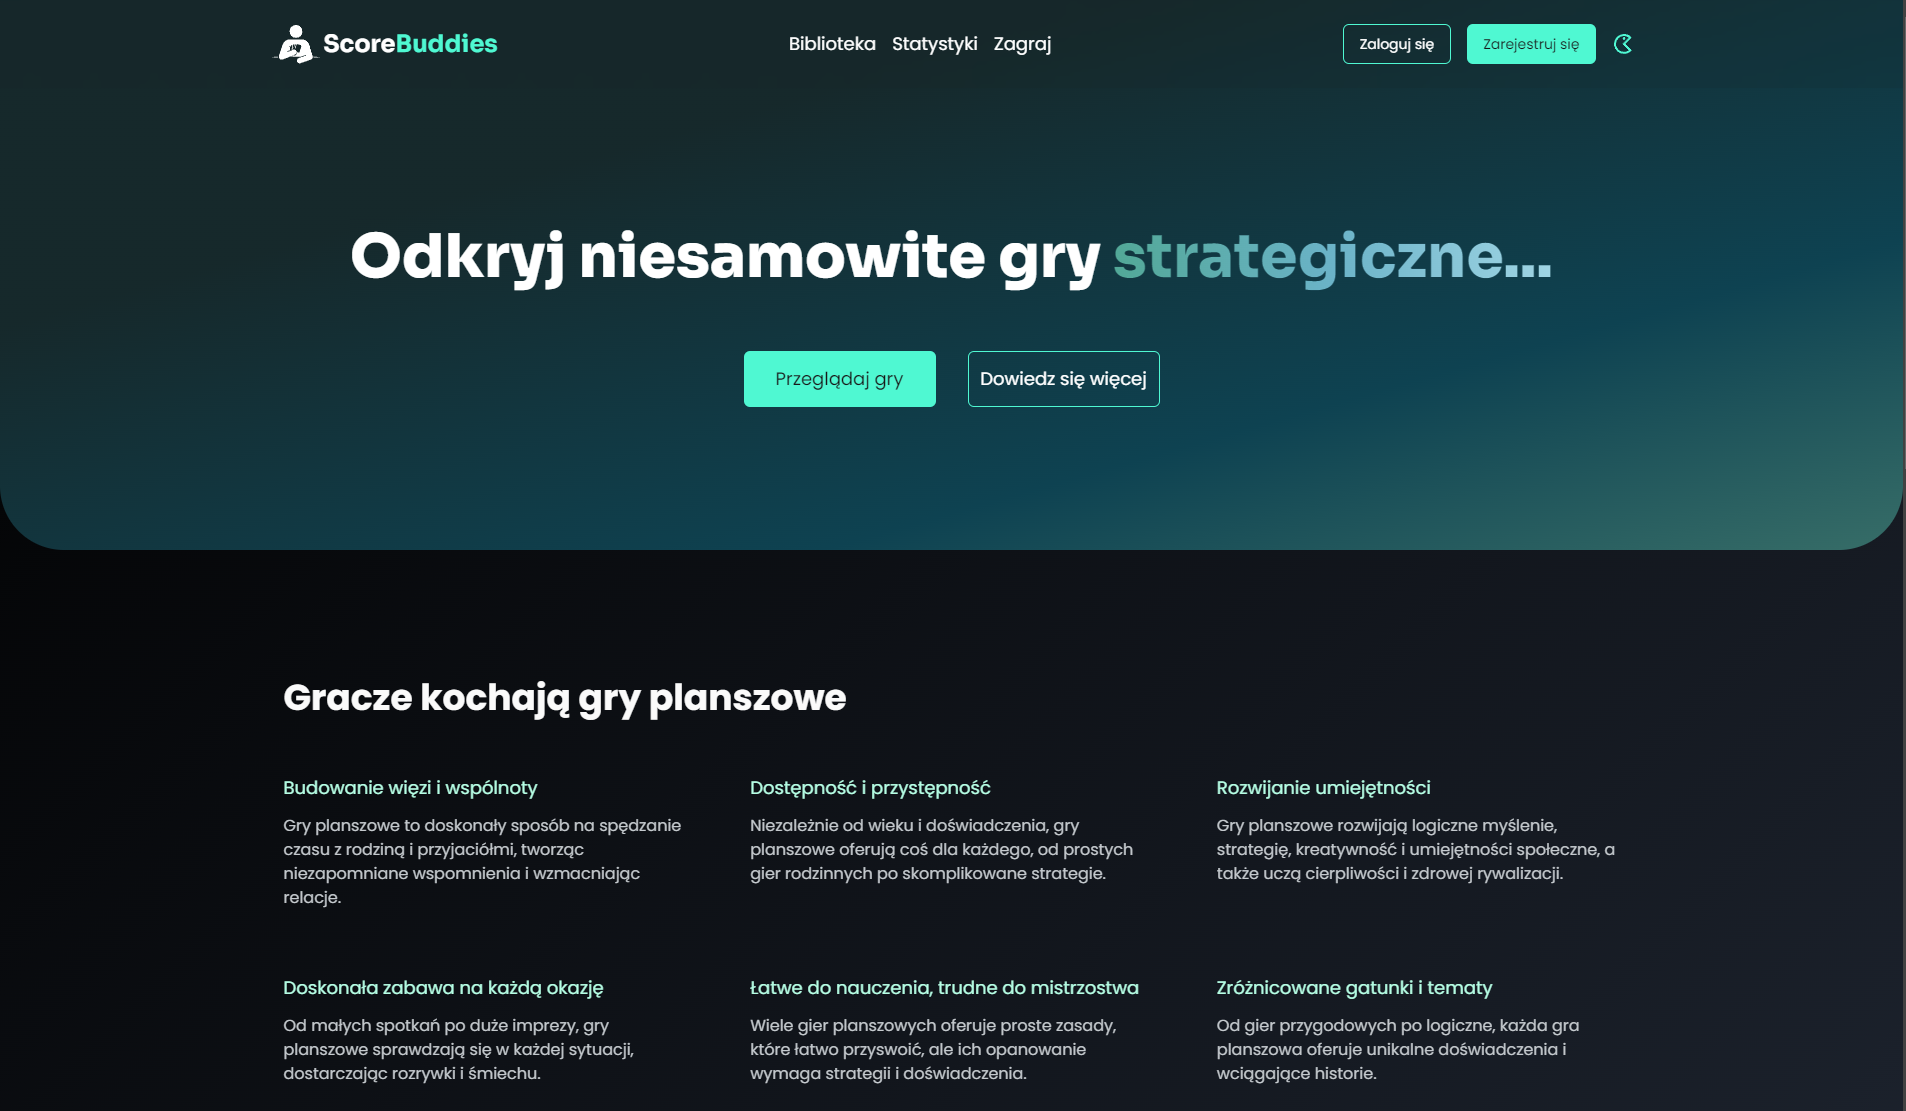 ScoreBuddies
Biblioteka Statystyki Zagraj
Zaloguj się
Zarejestruj się
Odkryj niesamowite gry strategiczne...
Przeglądaj gry
Dowiedz się więcej
Gracze kochają gry planszowe
Budowanie więzi i wspólnoty
Gry planszowe to doskonały sposób na spędzanie
czasu z rodziną i przyjaciółmi, tworząc
niezapomniane wspomnienia i wzmacniając
relacje.
Dostępność i przystępność
Niezależnie od wieku i doświadczenia, gry
planszowe oferują coś dla każdego, od prostych
gier rodzinnych po skomplikowane strategie.
Rozwijanie umiejętności
Gry planszowe rozwijają logiczne myślenie,
strategię, kreatywność i umiejętności społeczne, a
także uczą cierpliwości i zdrowej rywalizacji.
Doskonała zabawa na każdą okazję
Od małych spotkań po duże imprezy, gry
planszowe sprawdzają się w każdej sytuacji,
dostarczając rozrywki i śmiechu.
Łatwe do nauczenia, trudne do mistrzostwa
Wiele gier planszowych oferuje proste zasady,
które łatwo przyswoić, ale ich opanowanie
wymaga strategii i doświadczenia.
Zróżnicowane gatunki i tematy
Od gier przygodowych po logiczne, każda gra
planszowa oferuje unikalne doświadczenia i
wciągające historie.